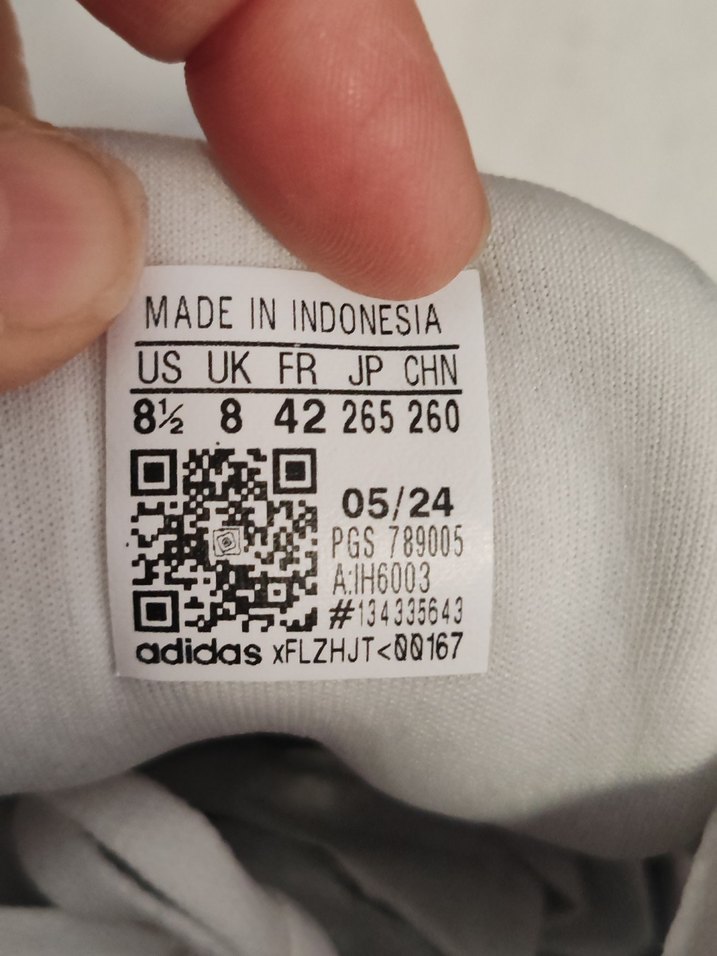 MADE IN INDONESIA
US UK FR JP CHN
8½ 8 42 265 260
05/24
PGS 789005
A:IH6003
#134335643
adidas xFLZHJT<00167